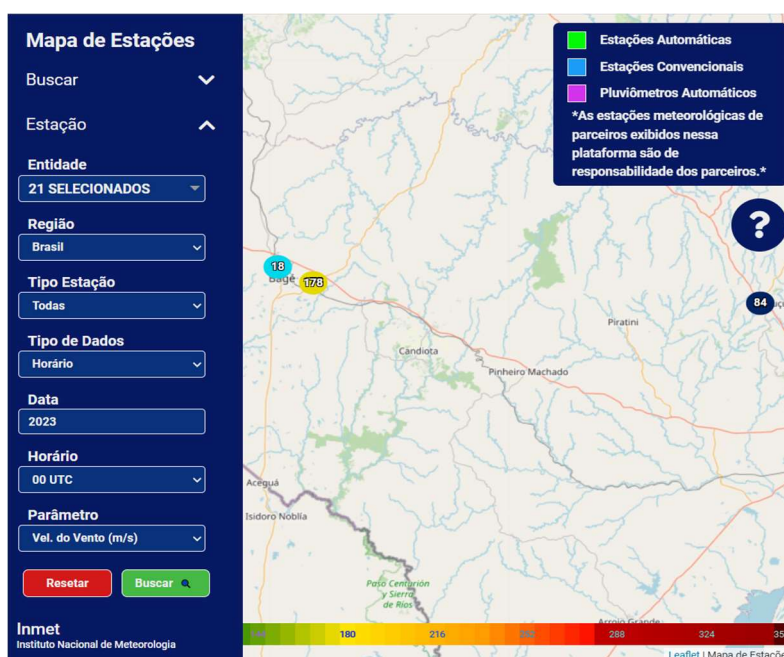 Mapa de Estações
Buscar
Estação
Entidade
21 SELECIONADOS
Região
Brasil
Tipo Estação
Todas
Tipo de Dados
Horário
Data
2023
Horário
00 UTC
Parâmetro
Vel. do Vento (m/s)
Resetar
Buscar
Inmet
Instituto Nacional de Meteorologia
Estações Automáticas
Estações Convencionais
Pluviômetros Automáticos
*As estações meteorológicas de
parceiros exibidos nessa
plataforma são de
responsabilidade dos parceiros.*
?
18
Bagé
178
84
Piratini
Candiota
Pinheiro Machado
Aceguá
Isidoro Noblía
Paso Centurión
y Sierra
de Ríos
Arroio Grande
180
216
252
288
324
Leaflet | Mapa de Estaçõe